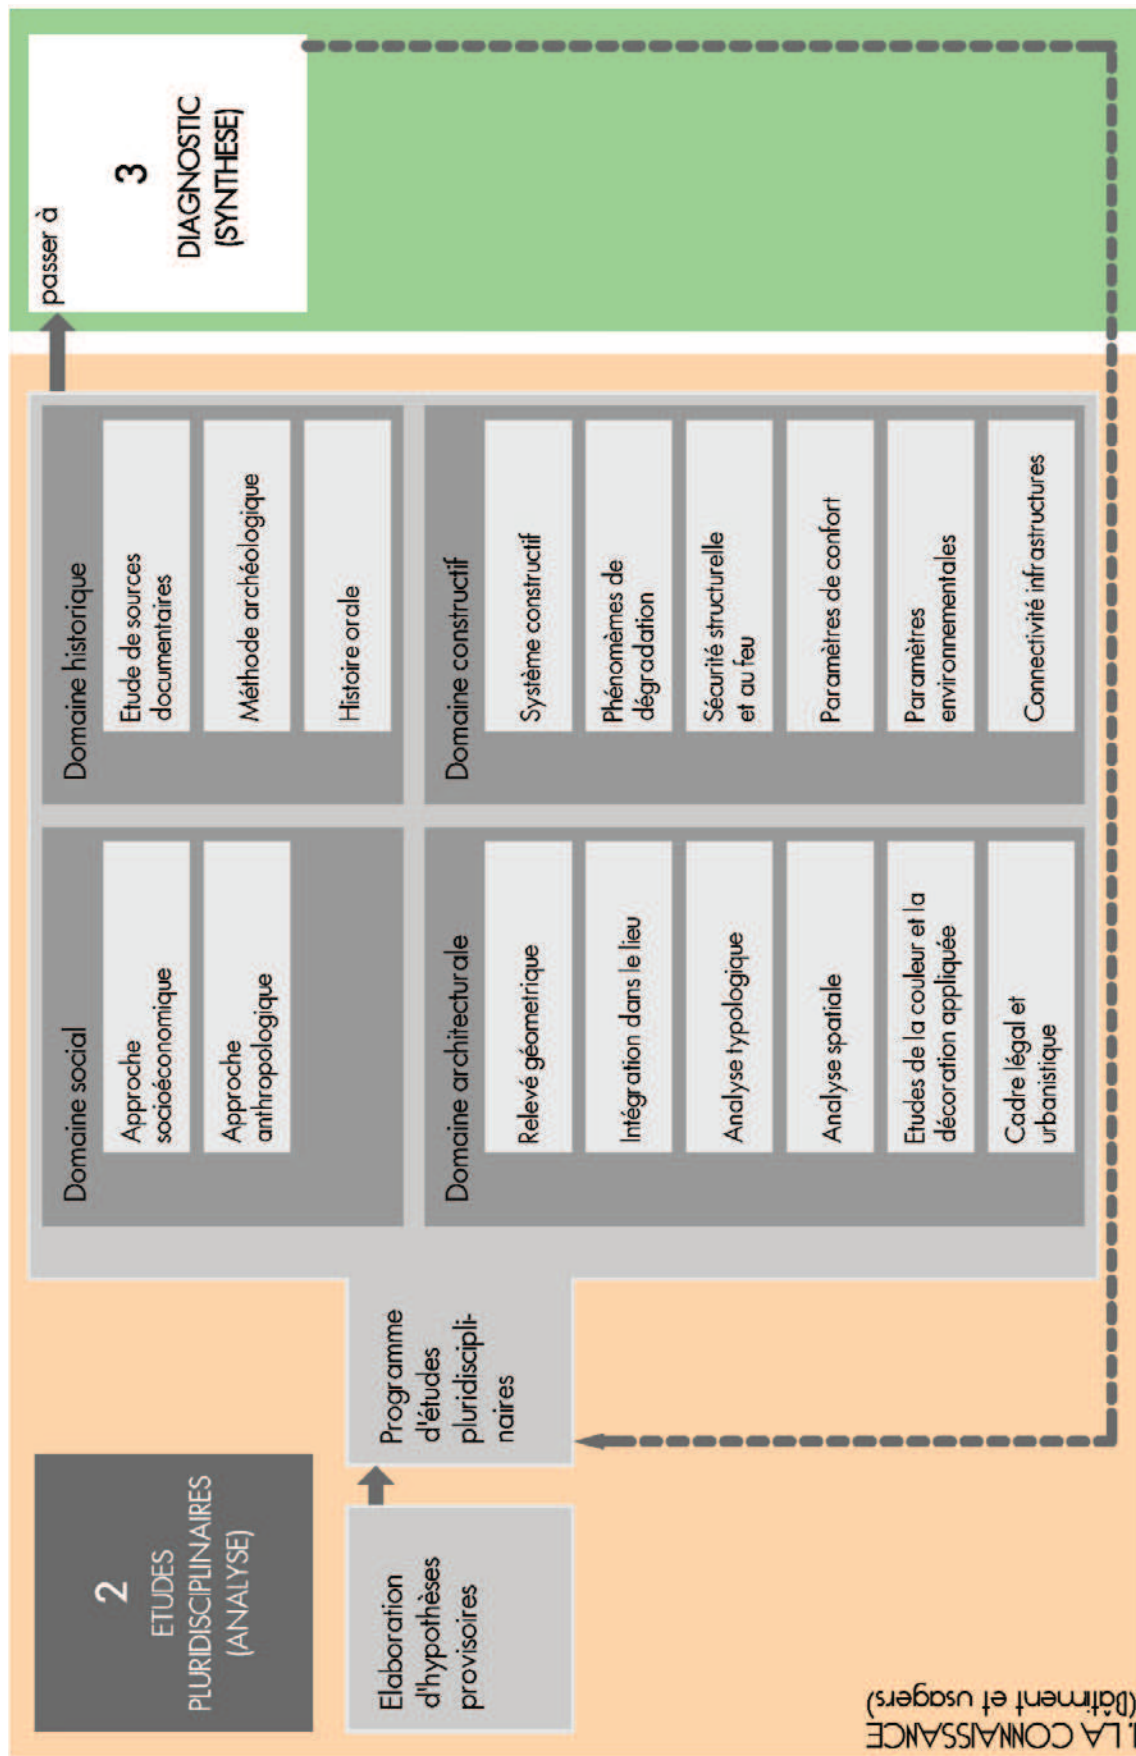 I. LA CONNAISSANCE
(Bâtiment et usagers)
2
ETUDES
PLURIDISCIPLINAIRES
(ANALYSE)
Elaboration
d'hypothèses
provisoires
Programme
d'études
pluridiscipli-
naires
Domaine social
Approche
socioéconomique
Approche
anthropologique
Domaine historique
Etude de sources
documentaires
Méthode archéologique
Histoire orale
Domaine architecturale
Relevé géometrique
Intégration dans le lieu
Analyse typologique
Analyse spatiale
Etudes de la couleur et la
décoration appliquée
Cadre légal et
urbanistique
Domaine constructif
Système constructif
Phénomèmes de
dégradation
Sécurité structurelle
et au feu
Paramètres de confort
Paramètres
environnementales
Connectivité infrastructures
passer à
3
DIAGNOSTIC
(SYNTHESE)